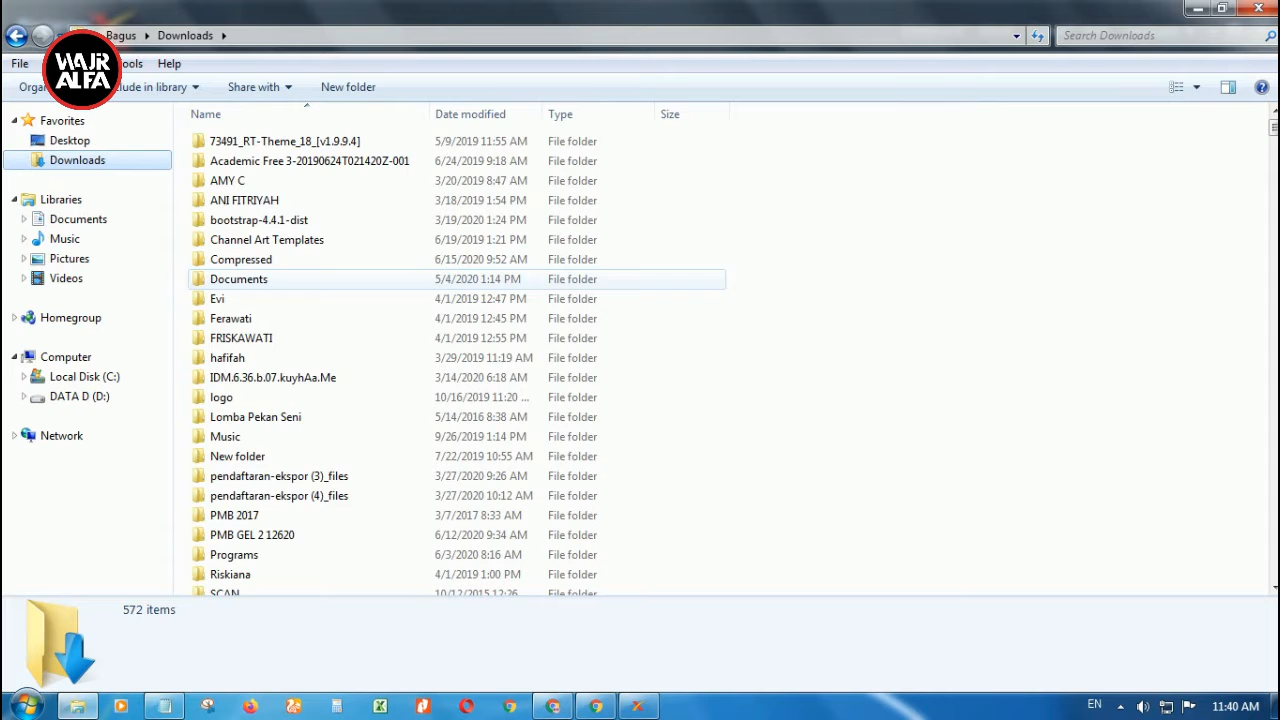 Bagus Downloads
Search Downloads
WAJR
ALFA
File ools Help
Organ lude in library Share with New folder
Name Date modified Type Size
Favorites
Desktop
Downloads
Libraries
Documents
Music
Pictures
Videos
Homegroup
Computer
Local Disk (C:)
DATA D (D:)
Network
73491_RT-Theme_18_[v1.9.9.4] 5/9/2019 11:55 AM File folder
Academic Free 3-20190624T021420Z-001 6/24/2019 9:18 AM File folder
AMY C 3/20/2019 8:47 AM File folder
ANI FITRIYAH 3/18/2019 1:54 PM File folder
bootstrap-4.4.1-dist 3/19/2020 1:24 PM File folder
Channel Art Templates 6/19/2019 1:21 PM File folder
Compressed 6/15/2020 9:52 AM File folder
Documents 5/4/2020 1:14 PM File folder
Evi 4/1/2019 12:47 PM File folder
Ferawati 4/1/2019 12:45 PM File folder
FRISKAWATI 4/1/2019 12:55 PM File folder
hafifah 3/29/2019 11:19 AM File folder
IDM.6.36.b.07.kuyhAa.Me 3/14/2020 6:18 AM File folder
logo 10/16/2019 11:20 ... File folder
Lomba Pekan Seni 5/14/2016 8:38 AM File folder
Music 9/26/2019 1:14 PM File folder
New folder 7/22/2019 10:55 AM File folder
pendaftaran-ekspor (3)_files 3/27/2020 9:26 AM File folder
pendaftaran-ekspor (4)_files 3/27/2020 10:12 AM File folder
PMB 2017 3/7/2017 8:33 AM File folder
PMB GEL 2 12620 6/12/2020 9:34 AM File folder
Programs 6/3/2020 8:16 AM File folder
Riskiana 4/1/2019 1:00 PM File folder
SCAN 10/12/2015 12:26 File folder
572 items
EN 11:40 AM